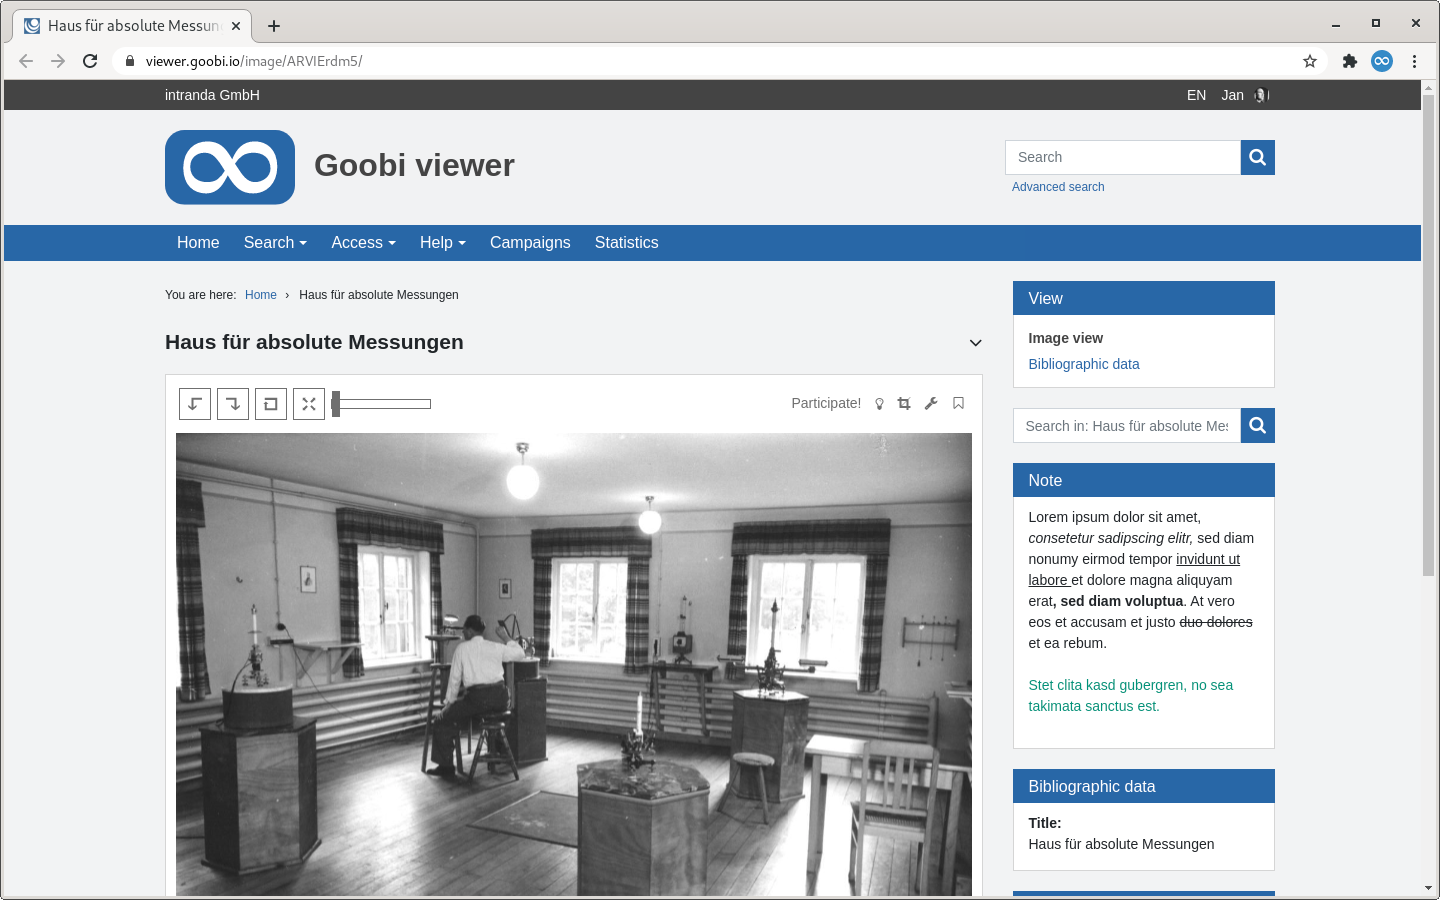 Haus für absolute Messun
viewer.goobi.io/image/ARVIErdm5/
intranda GmbH
EN Jan
Goobi viewer
Search
Advanced search
Home Search Access Help Campaigns Statistics
You are here: Home › Haus für absolute Messungen
Haus für absolute Messungen
Participate!
View
Image view
Bibliographic data
Search in: Haus für absolute Mes
Note
Lorem ipsum dolor sit amet,
consetetur sadipscing elitr, sed diam
nonumy eirmod tempor invidunt ut
labore et dolore magna aliquyam
erat, sed diam voluptua. At vero
eos et accusam et justo duo dolores
et ea rebum.
Stet clita kasd gubergren, no sea
takimata sanctus est.
Bibliographic data
Title:
Haus für absolute Messungen